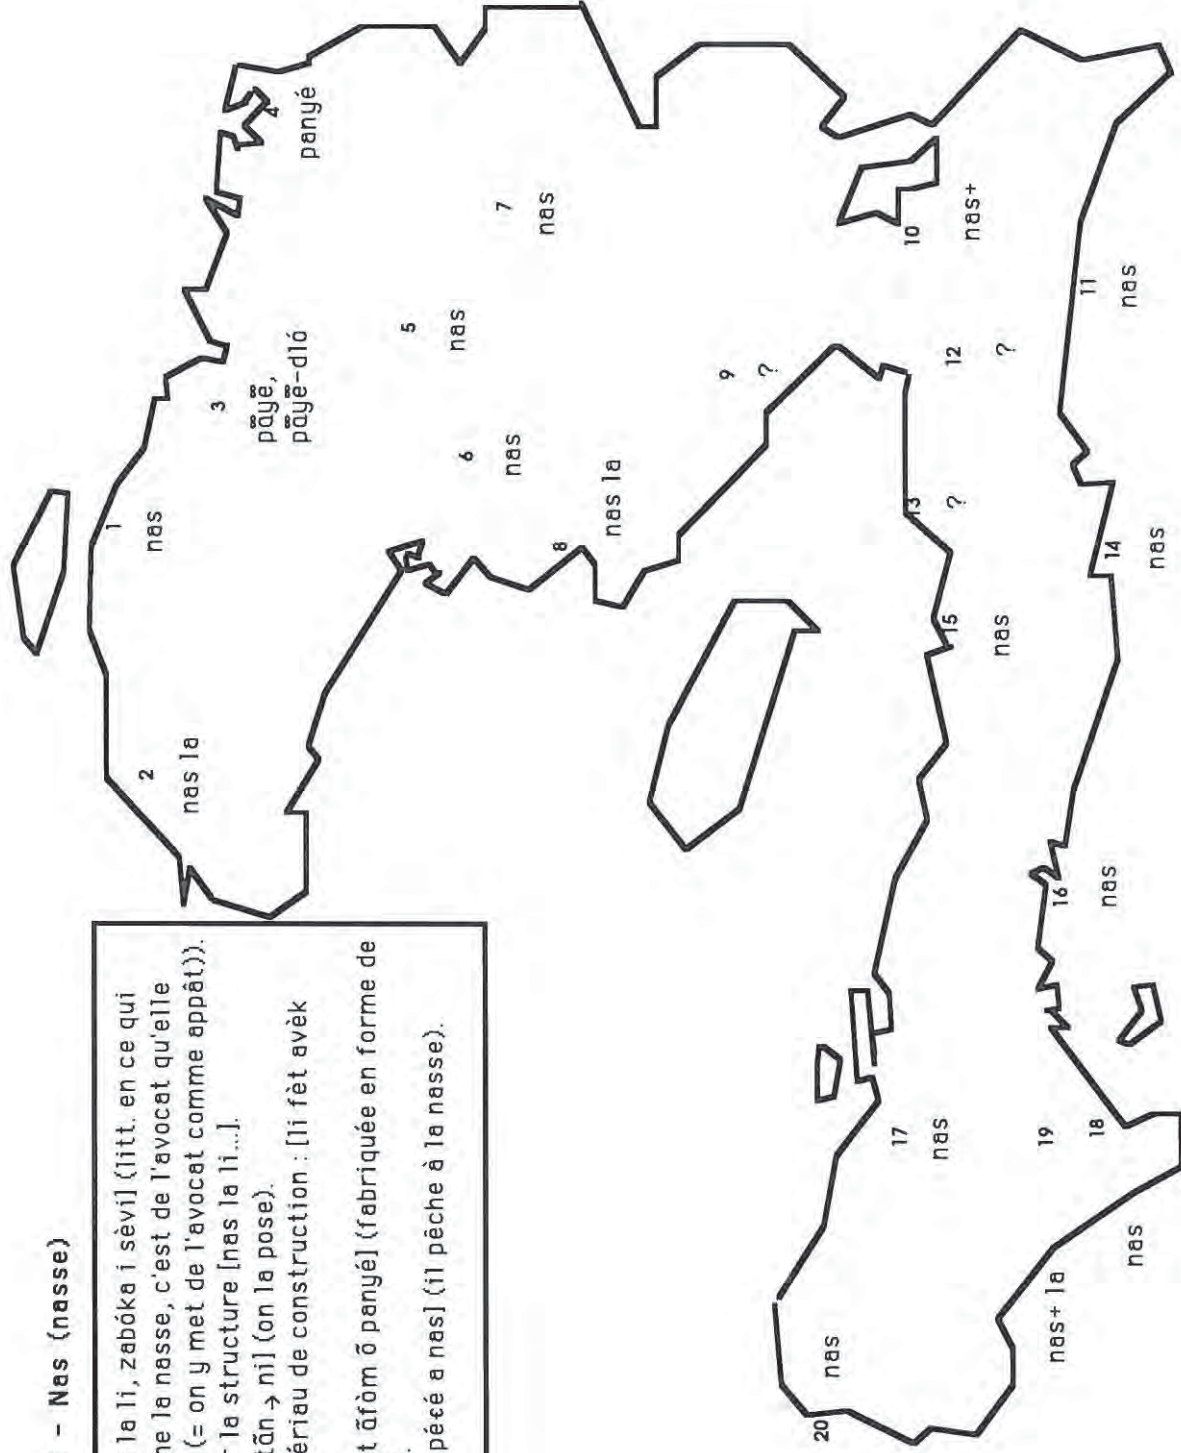 – Nas (nasse)
la li, zabóka i sèvi] (litt. en ce qui
ne la nasse, c'est de l'avocat qu'elle
(= on y met de l'avocat comme appât)).
la structure [nas la li...].
tãn → ni] (on la pose).
ériau de construction : [li fèt avèk
t ãfòm õ panyé] (fabriquée en forme de
péϵé a nas] (il pêche à la nasse).
1
nas
2
nas la
3
pãyẽ,
pãyẽ-dló
4
panyé
5
nas
6
nas
7
nas
8
nas la
9
?
10
nas+
11
nas
12
?
13
?
14
nas
15
nas
16
nas
17
nas
18
nas
19
nas+ la
20
nas